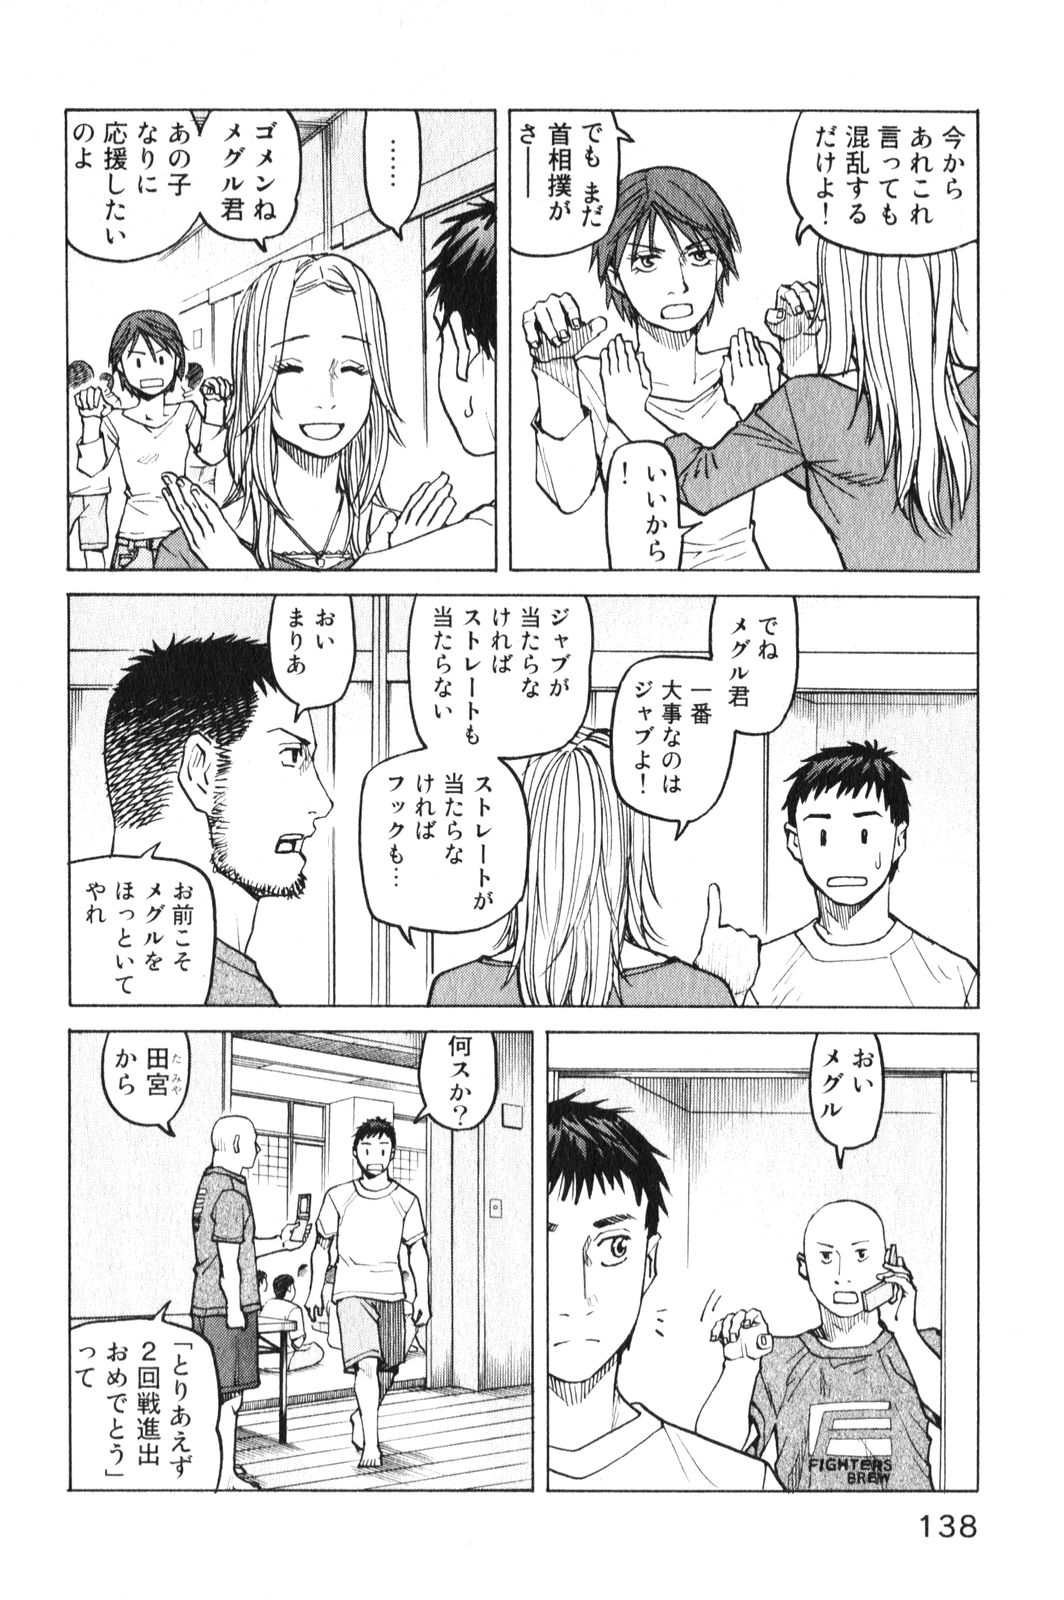 今から
あれこれ
言っても
混乱する
だけよ！
でも まだ
首相撲が
さ――
いいから
！
……
ゴメンね
メグル君
あの子
なりに
応援したい
のよ
でね
メグル君
一番
大事なのは
ジャブよ！
ジャブが
当たらな
ければ
ストレートも
当たらない
ストレートが
当たらな
ければ
フックも…
おい
まりあ
お前こそ
メグルを
ほっといて
やれ
おい
メグル
FIGHTERS
BREW
何スか？
田宮
たみや
から
「とりあえず
２回戦進出
おめでとう」
って
138